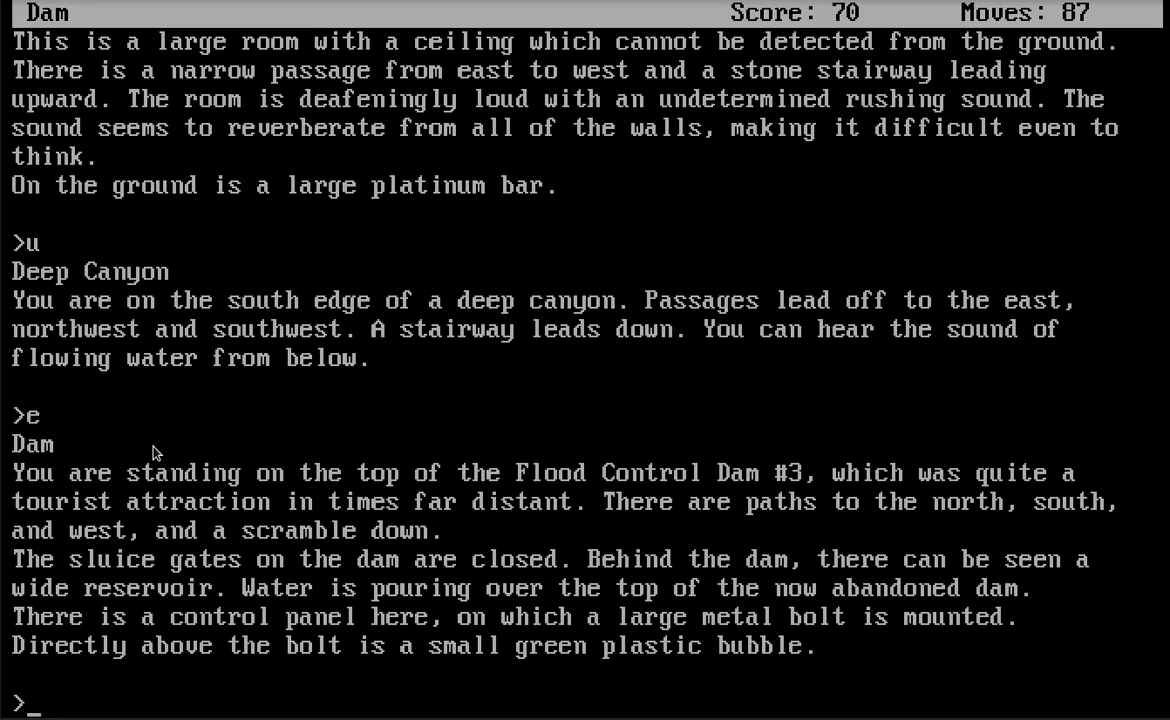 Dam Score: 70 Moves: 87
This is a large room with a ceiling which cannot be detected from the ground.
There is a narrow passage from east to west and a stone stairway leading
upward. The room is deafeningly loud with an undetermined rushing sound. The
sound seems to reverberate from all of the walls, making it difficult even to
think.
On the ground is a large platinum bar.
>u
Deep Canyon
You are on the south edge of a deep canyon. Passages lead off to the east,
northwest and southwest. A stairway leads down. You can hear the sound of
flowing water from below.
>e
Dam
You are standing on the top of the Flood Control Dam #3, which was quite a
tourist attraction in times far distant. There are paths to the north, south,
and west, and a scramble down.
The sluice gates on the dam are closed. Behind the dam, there can be seen a
wide reservoir. Water is pouring over the top of the now abandoned dam.
There is a control panel here, on which a large metal bolt is mounted.
Directly above the bolt is a small green plastic bubble.
>_